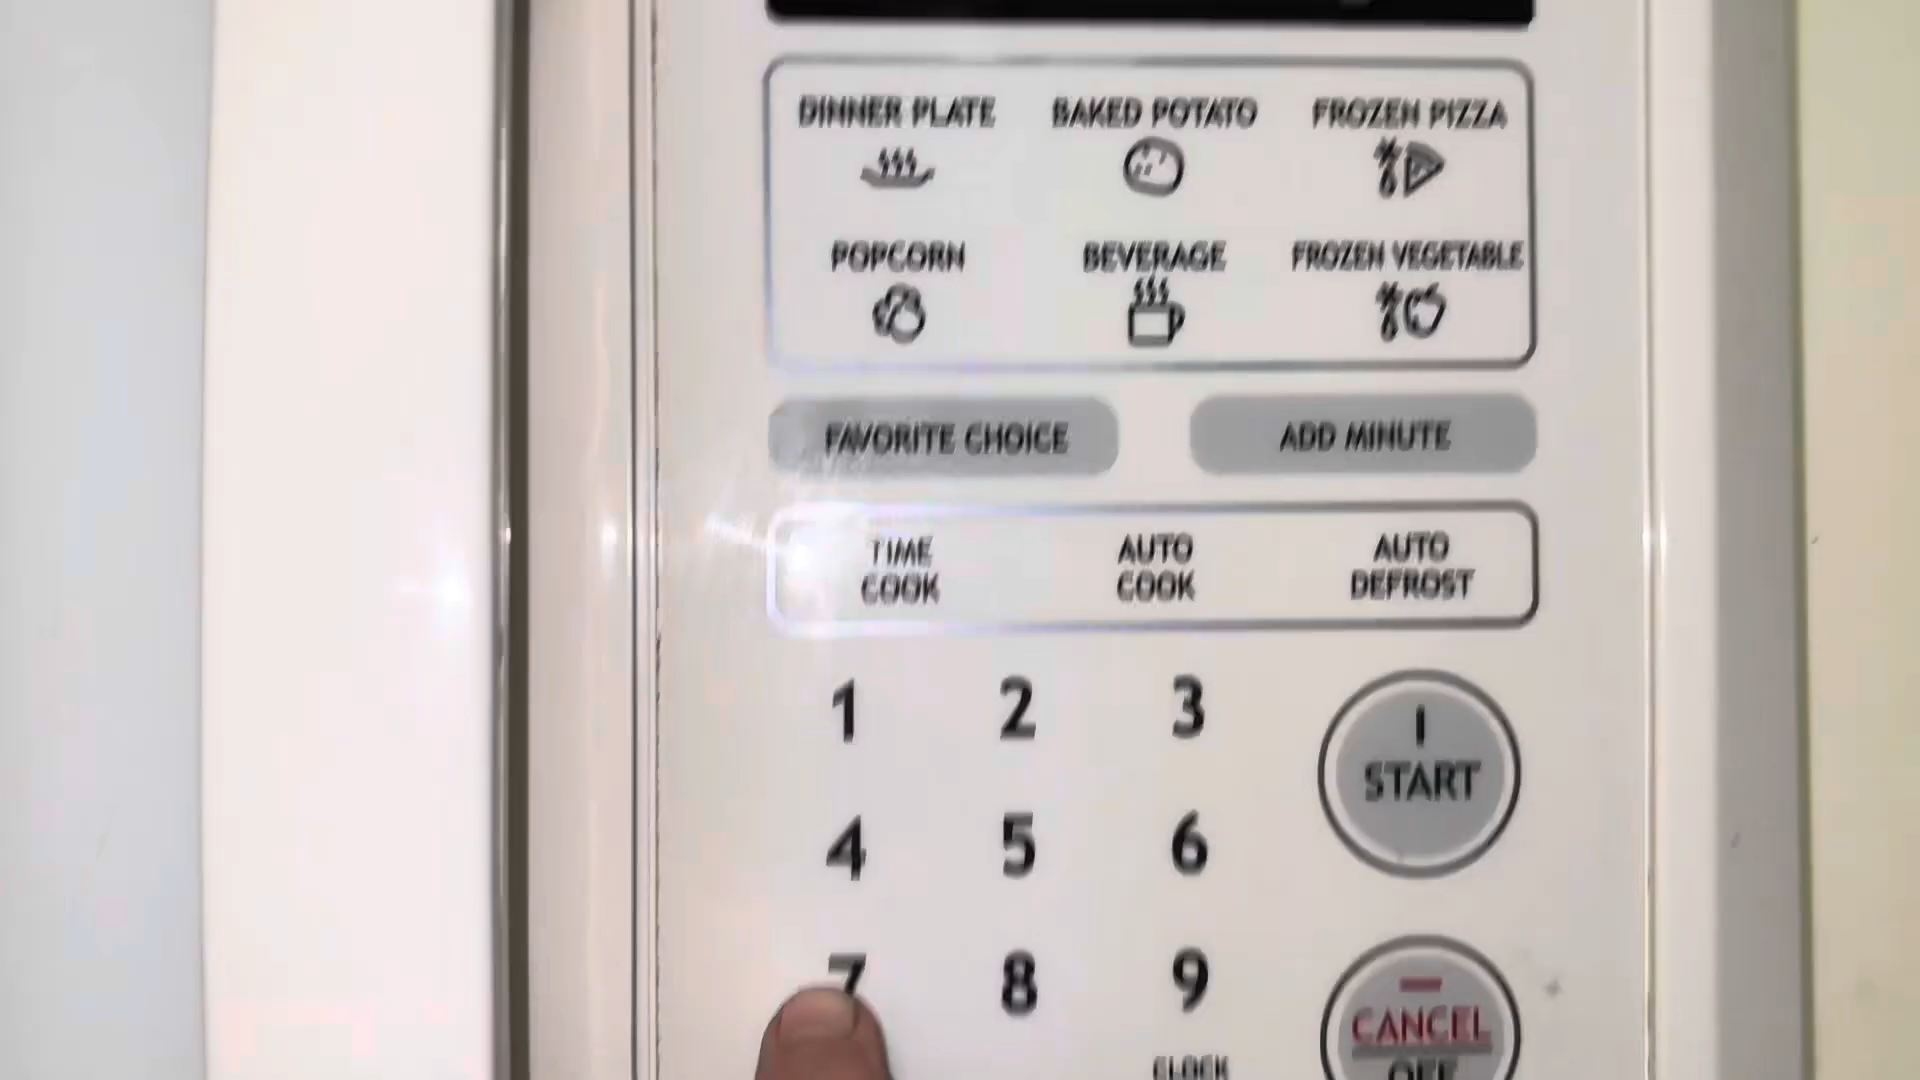 DINNER PLATE BAKED POTATO FROZEN PIZZA
POPCORN BEVERAGE FROZEN VEGETABLE
FAVORITE CHOICE ADD MINUTE
TIME COOK AUTO COOK AUTO DEFROST
1 2 3
START
4 5 6
7 8 9
CANCEL
OFF
CLOCK